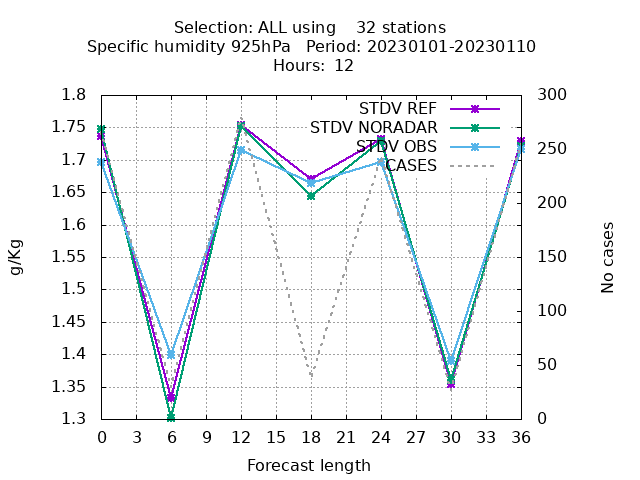 Selection: ALL using    32 stations
Specific humidity 925hPa   Period: 20230101-20230110
Hours: 12
STDV REF
STDV NORADAR
STDV OBS
CASES
1.8
1.75
1.7
1.65
1.6
1.55
1.5
1.45
1.4
1.35
1.3
g/Kg
300
250
200
150
100
50
0
No cases
0 3 6 9 12 15 18 21 24 27 30 33 36
Forecast length